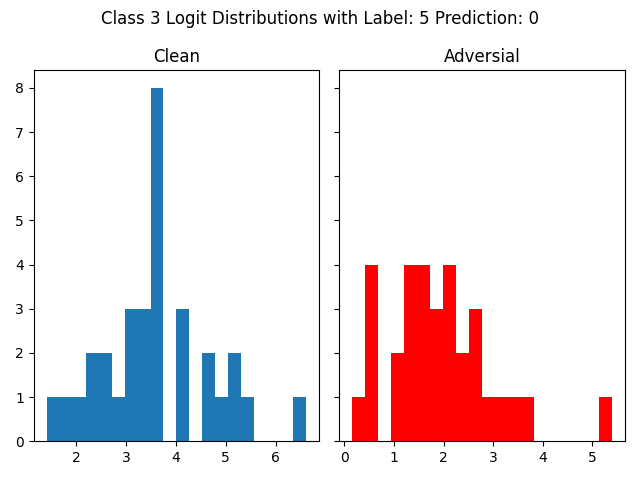 Class 3 Logit Distributions with Label: 5 Prediction: 0
Clean
Adversial
8
7
6
5
4
3
2
1
0
2 3 4 5 6
0 1 2 3 4 5